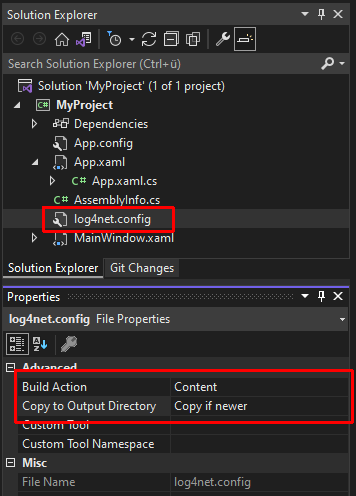 Solution Explorer
Search Solution Explorer (Ctrl+ü)
Solution 'MyProject' (1 of 1 project)
C# MyProject
Dependencies
App.config
App.xaml
C# App.xaml.cs
C# AssemblyInfo.cs
log4net.config
MainWindow.xaml
Solution Explorer Git Changes
Properties
log4net.config File Properties
Advanced
Build Action Content
Copy to Output Directory Copy if newer
Custom Tool
Custom Tool Namespace
Misc
File Name log4net.config